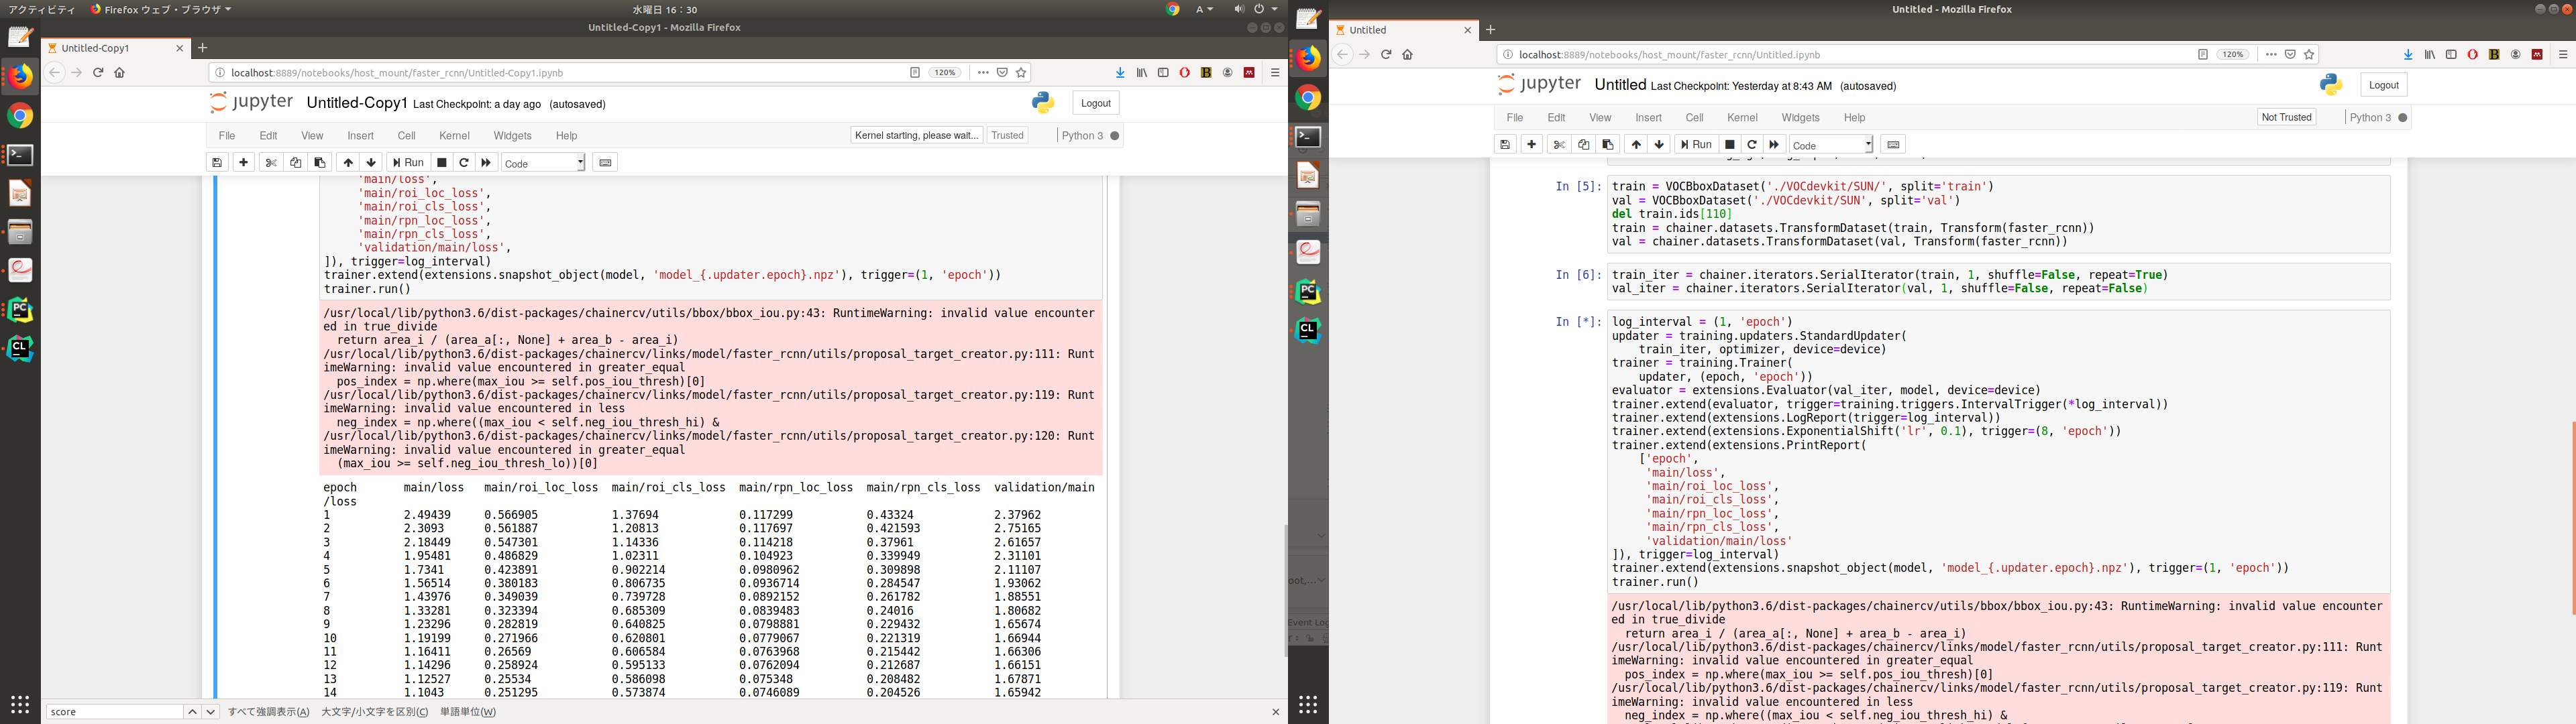 アクティビティ Firefox ウェブ・ブラウザ 水曜日 16：30 A
Untitled-Copy1 - Mozilla Firefox
Untitled-Copy1
localhost:8889/notebooks/host_mount/faster_rcnn/Untitled-Copy1.ipynb 120%
jupyter Untitled-Copy1 Last Checkpoint: a day ago (autosaved) Logout
File Edit View Insert Cell Kernel Widgets Help Kernel starting, please wait... Trusted Python 3
Run Code
'main/loss',
'main/roi_loc_loss',
'main/roi_cls_loss',
'main/rpn_loc_loss',
'main/rpn_cls_loss',
'validation/main/loss',
]), trigger=log_interval)
trainer.extend(extensions.snapshot_object(model, 'model_{.updater.epoch}.npz'), trigger=(1, 'epoch'))
trainer.run()
/usr/local/lib/python3.6/dist-packages/chainercv/utils/bbox/bbox_iou.py:43: RuntimeWarning: invalid value encounter
ed in true_divide
return area_i / (area_a[:, None] + area_b - area_i)
/usr/local/lib/python3.6/dist-packages/chainercv/links/model/faster_rcnn/utils/proposal_target_creator.py:111: Runt
imeWarning: invalid value encountered in greater_equal
pos_index = np.where(max_iou >= self.pos_iou_thresh)[0]
/usr/local/lib/python3.6/dist-packages/chainercv/links/model/faster_rcnn/utils/proposal_target_creator.py:119: Runt
imeWarning: invalid value encountered in less
neg_index = np.where((max_iou < self.neg_iou_thresh_hi) &
/usr/local/lib/python3.6/dist-packages/chainercv/links/model/faster_rcnn/utils/proposal_target_creator.py:120: Runt
imeWarning: invalid value encountered in greater_equal
(max_iou >= self.neg_iou_thresh_lo))[0]
epoch main/loss main/roi_loc_loss main/roi_cls_loss main/rpn_loc_loss main/rpn_cls_loss validation/main
/loss
1 2.49439 0.566905 1.37694 0.117299 0.43324 2.37962
2 2.3093 0.561887 1.20813 0.117697 0.421593 2.75165
3 2.18449 0.547301 1.14336 0.114218 0.37961 2.61657
4 1.95481 0.486829 1.02311 0.104923 0.339949 2.31101
5 1.7341 0.423891 0.902214 0.0980962 0.309898 2.11107
6 1.56514 0.380183 0.806735 0.0936714 0.284547 1.93062
7 1.43976 0.349039 0.739728 0.0892152 0.261782 1.88551
8 1.33281 0.323394 0.685309 0.0839483 0.24016 1.80682
9 1.23296 0.282819 0.640825 0.0798881 0.229432 1.65674
10 1.19199 0.271966 0.620801 0.0779067 0.221319 1.66944
11 1.16411 0.26569 0.606584 0.0763968 0.215442 1.66306
12 1.14296 0.258924 0.595133 0.0762094 0.212687 1.66151
13 1.12527 0.25534 0.586098 0.075348 0.208482 1.67871
14 1.1043 0.251295 0.573874 0.0746089 0.204526 1.65942
score すべて強調表示(A) 大文字/小文字を区別(C) 単語単位(W)
oot,...
Event Log
Untitled - Mozilla Firefox
Untitled
localhost:8889/notebooks/host_mount/faster_rcnn/Untitled.ipynb 120%
jupyter Untitled Last Checkpoint: Yesterday at 8:43 AM (autosaved) Logout
File Edit View Insert Cell Kernel Widgets Help Not Trusted Python 3
Run Code
In [5]: train = VOCBboxDataset('./VOCdevkit/SUN/', split='train')
val = VOCBboxDataset('./VOCdevkit/SUN', split='val')
del train.ids[110]
train = chainer.datasets.TransformDataset(train, Transform(faster_rcnn))
val = chainer.datasets.TransformDataset(val, Transform(faster_rcnn))
In [6]: train_iter = chainer.iterators.SerialIterator(train, 1, shuffle=False, repeat=True)
val_iter = chainer.iterators.SerialIterator(val, 1, shuffle=False, repeat=False)
In [*]: log_interval = (1, 'epoch')
updater = training.updaters.StandardUpdater(
train_iter, optimizer, device=device)
trainer = training.Trainer(
updater, (epoch, 'epoch'))
evaluator = extensions.Evaluator(val_iter, model, device=device)
trainer.extend(evaluator, trigger=training.triggers.IntervalTrigger(*log_interval))
trainer.extend(extensions.LogReport(trigger=log_interval))
trainer.extend(extensions.ExponentialShift('lr', 0.1), trigger=(8, 'epoch'))
trainer.extend(extensions.PrintReport(
['epoch',
'main/loss',
'main/roi_loc_loss',
'main/roi_cls_loss',
'main/rpn_loc_loss',
'main/rpn_cls_loss',
'validation/main/loss'
]), trigger=log_interval)
trainer.extend(extensions.snapshot_object(model, 'model_{.updater.epoch}.npz'), trigger=(1, 'epoch'))
trainer.run()
/usr/local/lib/python3.6/dist-packages/chainercv/utils/bbox/bbox_iou.py:43: RuntimeWarning: invalid value encounter
ed in true_divide
return area_i / (area_a[:, None] + area_b - area_i)
/usr/local/lib/python3.6/dist-packages/chainercv/links/model/faster_rcnn/utils/proposal_target_creator.py:111: Runt
imeWarning: invalid value encountered in greater_equal
pos_index = np.where(max_iou >= self.pos_iou_thresh)[0]
/usr/local/lib/python3.6/dist-packages/chainercv/links/model/faster_rcnn/utils/proposal_target_creator.py:119: Runt
imeWarning: invalid value encountered in less
neg_index = np.where((max_iou < self.neg_iou_thresh_hi) &